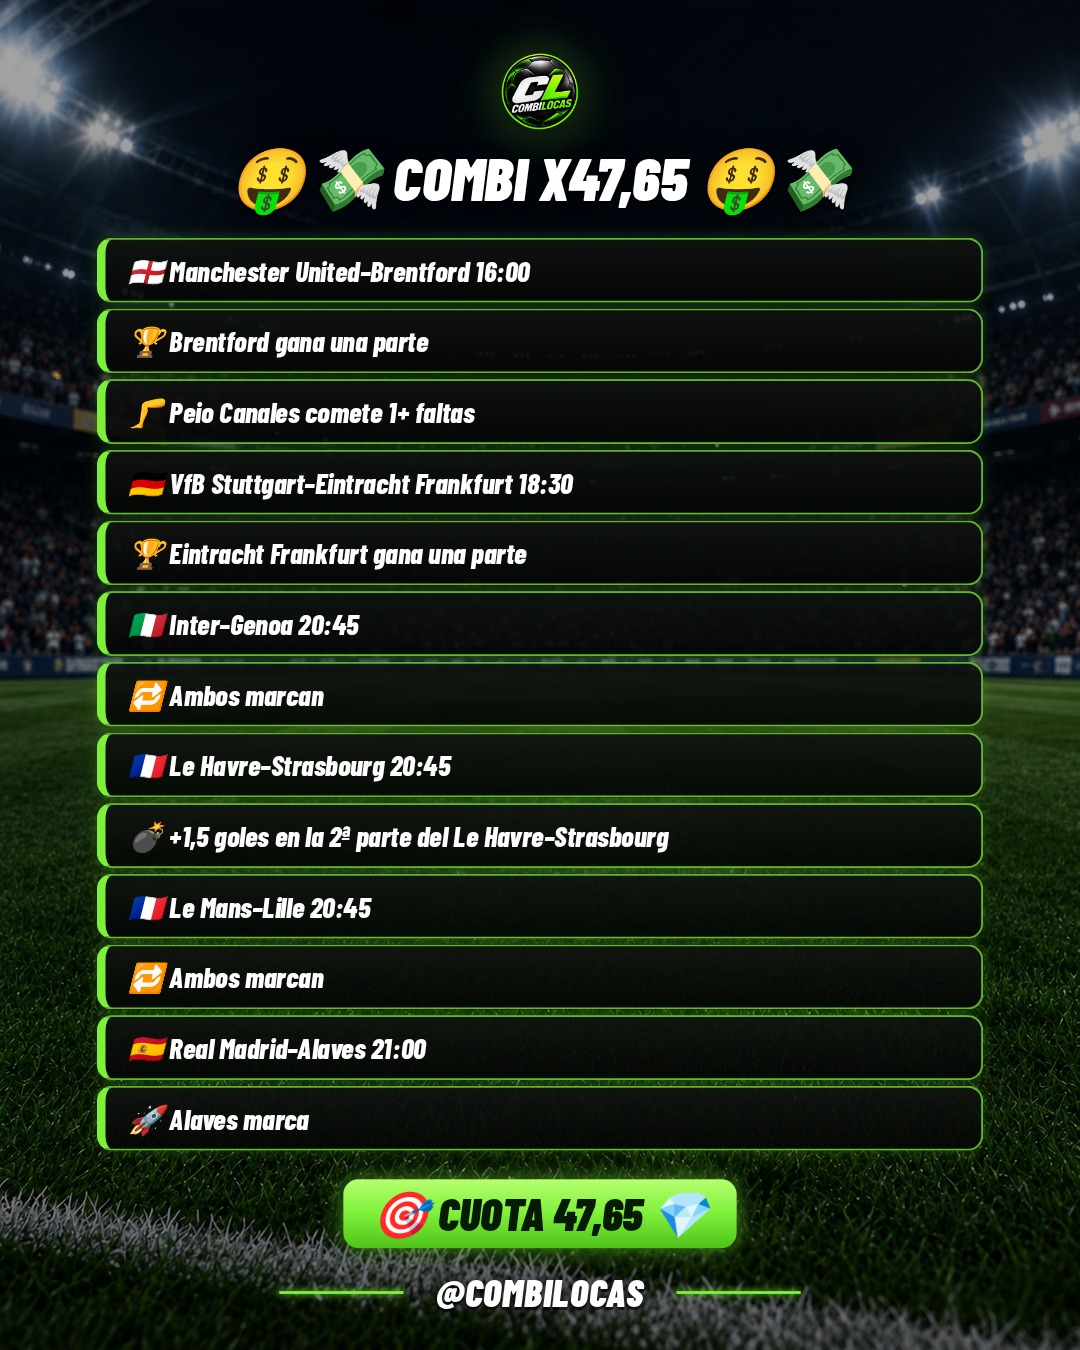 CL
COMBILOCAS
🤑 💸 COMBI X47,65 🤑 💸
🏴󠁧󠁢󠁥󠁮󠁧󠁿 Manchester United-Brentford 16:00
🏆 Brentford gana una parte
🦵 Peio Canales comete 1+ faltas
🇩🇪 VfB Stuttgart-Eintracht Frankfurt 18:30
🏆 Eintracht Frankfurt gana una parte
🇮🇹 Inter-Genoa 20:45
🔁 Ambos marcan
🇫🇷 Le Havre-Strasbourg 20:45
💣 +1,5 goles en la 2ª parte del Le Havre-Strasbourg
🇫🇷 Le Mans-Lille 20:45
🔁 Ambos marcan
🇪🇸 Real Madrid-Alaves 21:00
🚀 Alaves marca
🎯 CUOTA 47,65 💎
@COMBILOCAS